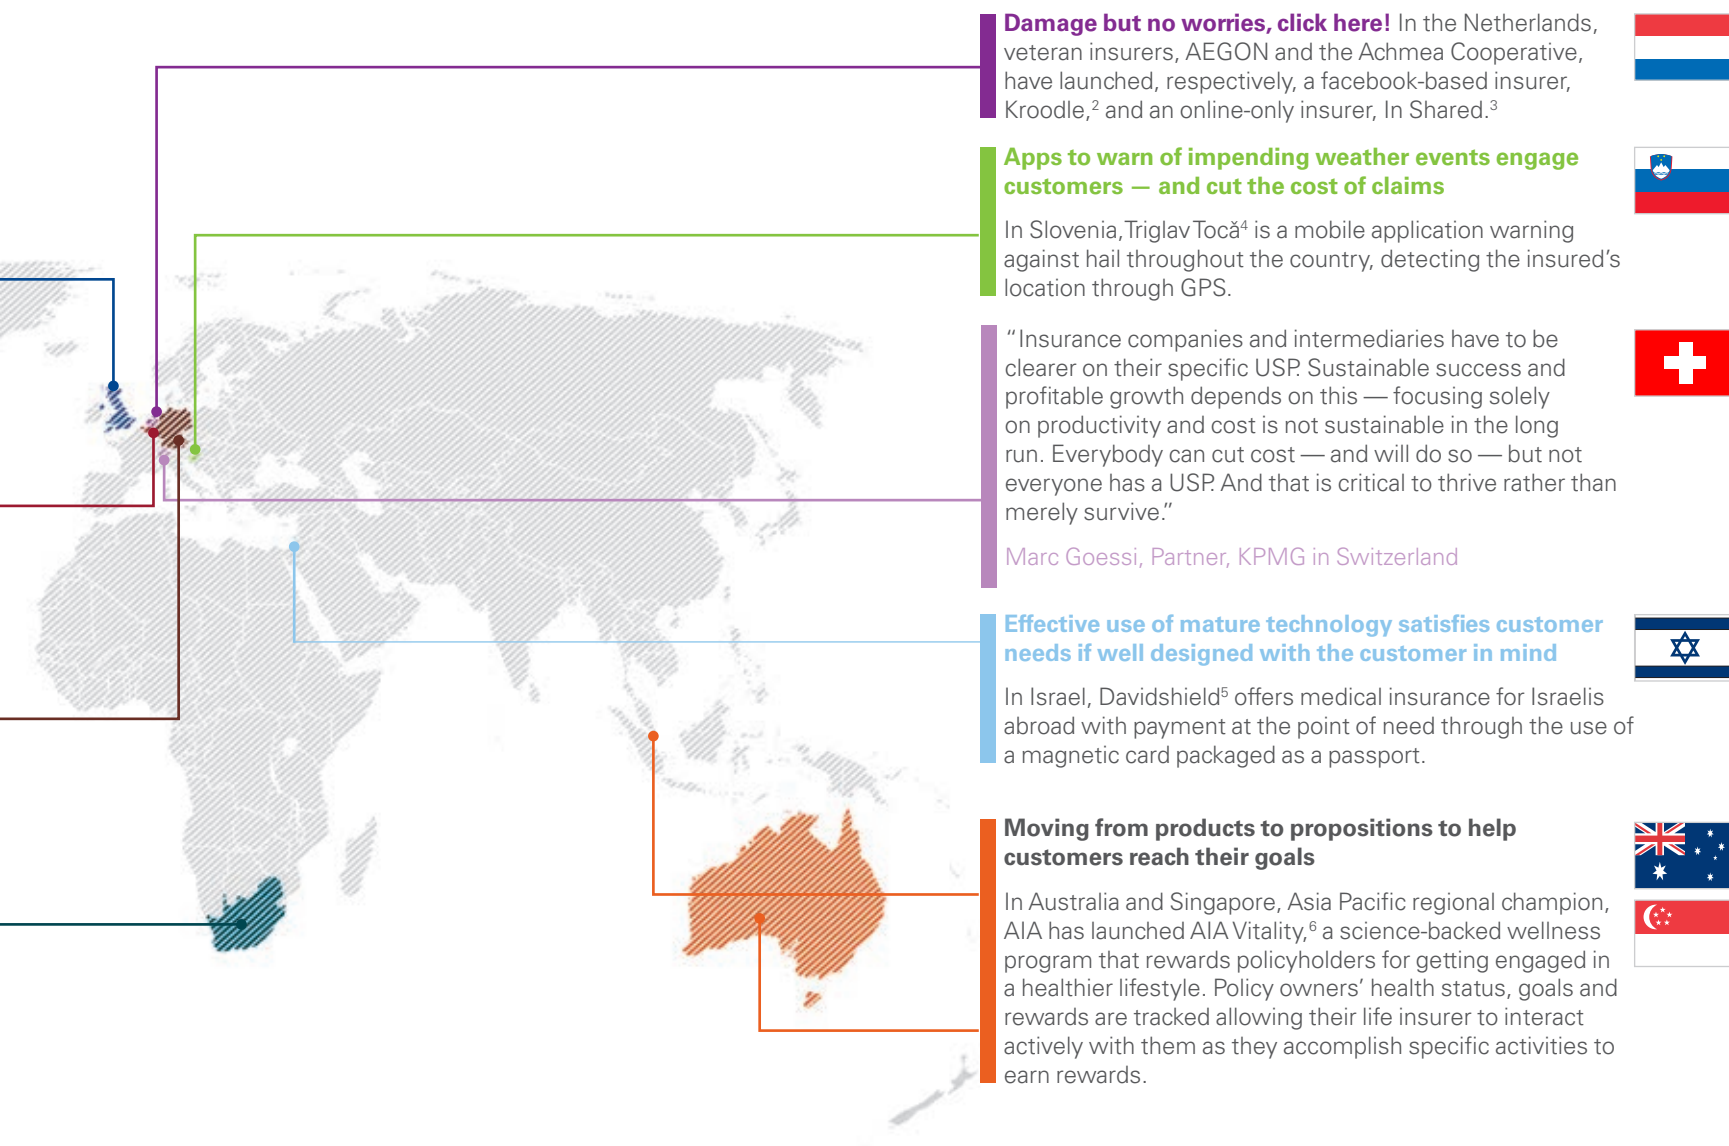 Damage but no worries, click here! In the Netherlands,
veteran insurers, AEGON and the Achmea Cooperative,
have launched, respectively, a facebook-based insurer,
Kroodle,² and an online-only insurer, In Shared.³
Apps to warn of impending weather events engage
customers — and cut the cost of claims
In Slovenia, Triglav Tocǎ⁴ is a mobile application warning
against hail throughout the country, detecting the insured’s
location through GPS.
“Insurance companies and intermediaries have to be
clearer on their specific USP. Sustainable success and
profitable growth depends on this — focusing solely
on productivity and cost is not sustainable in the long
run. Everybody can cut cost — and will do so — but not
everyone has a USP. And that is critical to thrive rather than
merely survive.”
Marc Goessi, Partner, KPMG in Switzerland
Effective use of mature technology satisfies customer
needs if well designed with the customer in mind
In Israel, Davidshield⁵ offers medical insurance for Israelis
abroad with payment at the point of need through the use of
a magnetic card packaged as a passport.
Moving from products to propositions to help
customers reach their goals
In Australia and Singapore, Asia Pacific regional champion,
AIA has launched AIA Vitality,⁶ a science-backed wellness
program that rewards policyholders for getting engaged in
a healthier lifestyle. Policy owners’ health status, goals and
rewards are tracked allowing their life insurer to interact
actively with them as they accomplish specific activities to
earn rewards.